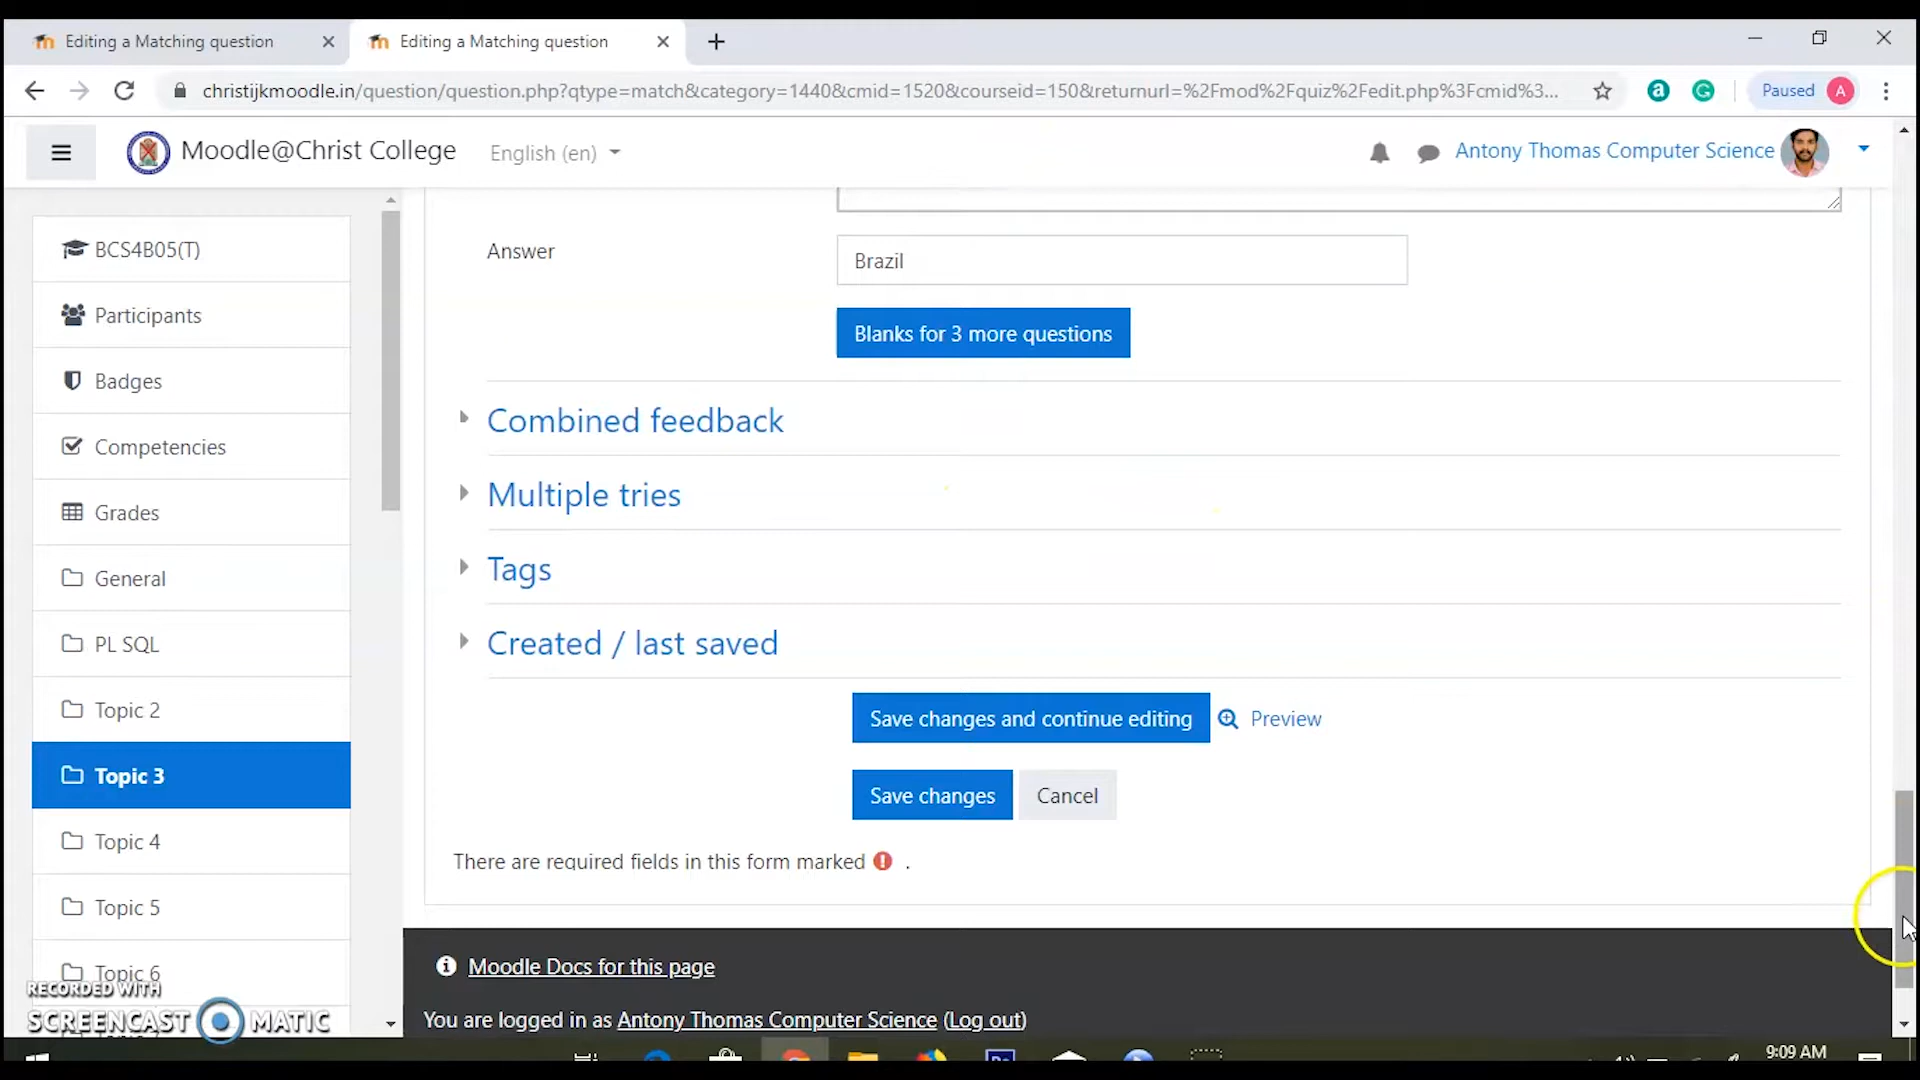 Editing a Matching question
Editing a Matching question
christijkmoodle.in/question/question.php?qtype=match&category=1440&cmid=1520&courseid=150&returnurl=%2Fmod%2Fquiz%2Fedit.php%3Fcmid%3...
Paused
A
Moodle@Christ College
English (en)
Antony Thomas Computer Science
BCS4B05(T)
Participants
Badges
Competencies
Grades
General
PL SQL
Topic 2
Topic 3
Topic 4
Topic 5
Topic 6
Answer
Brazil
Blanks for 3 more questions
Combined feedback
Multiple tries
Tags
Created / last saved
Save changes and continue editing
Preview
Save changes
Cancel
There are required fields in this form marked .
Moodle Docs for this page
You are logged in as Antony Thomas Computer Science (Log out)
RECORDED WITH
SCREENCAST MATIC
9:09 AM